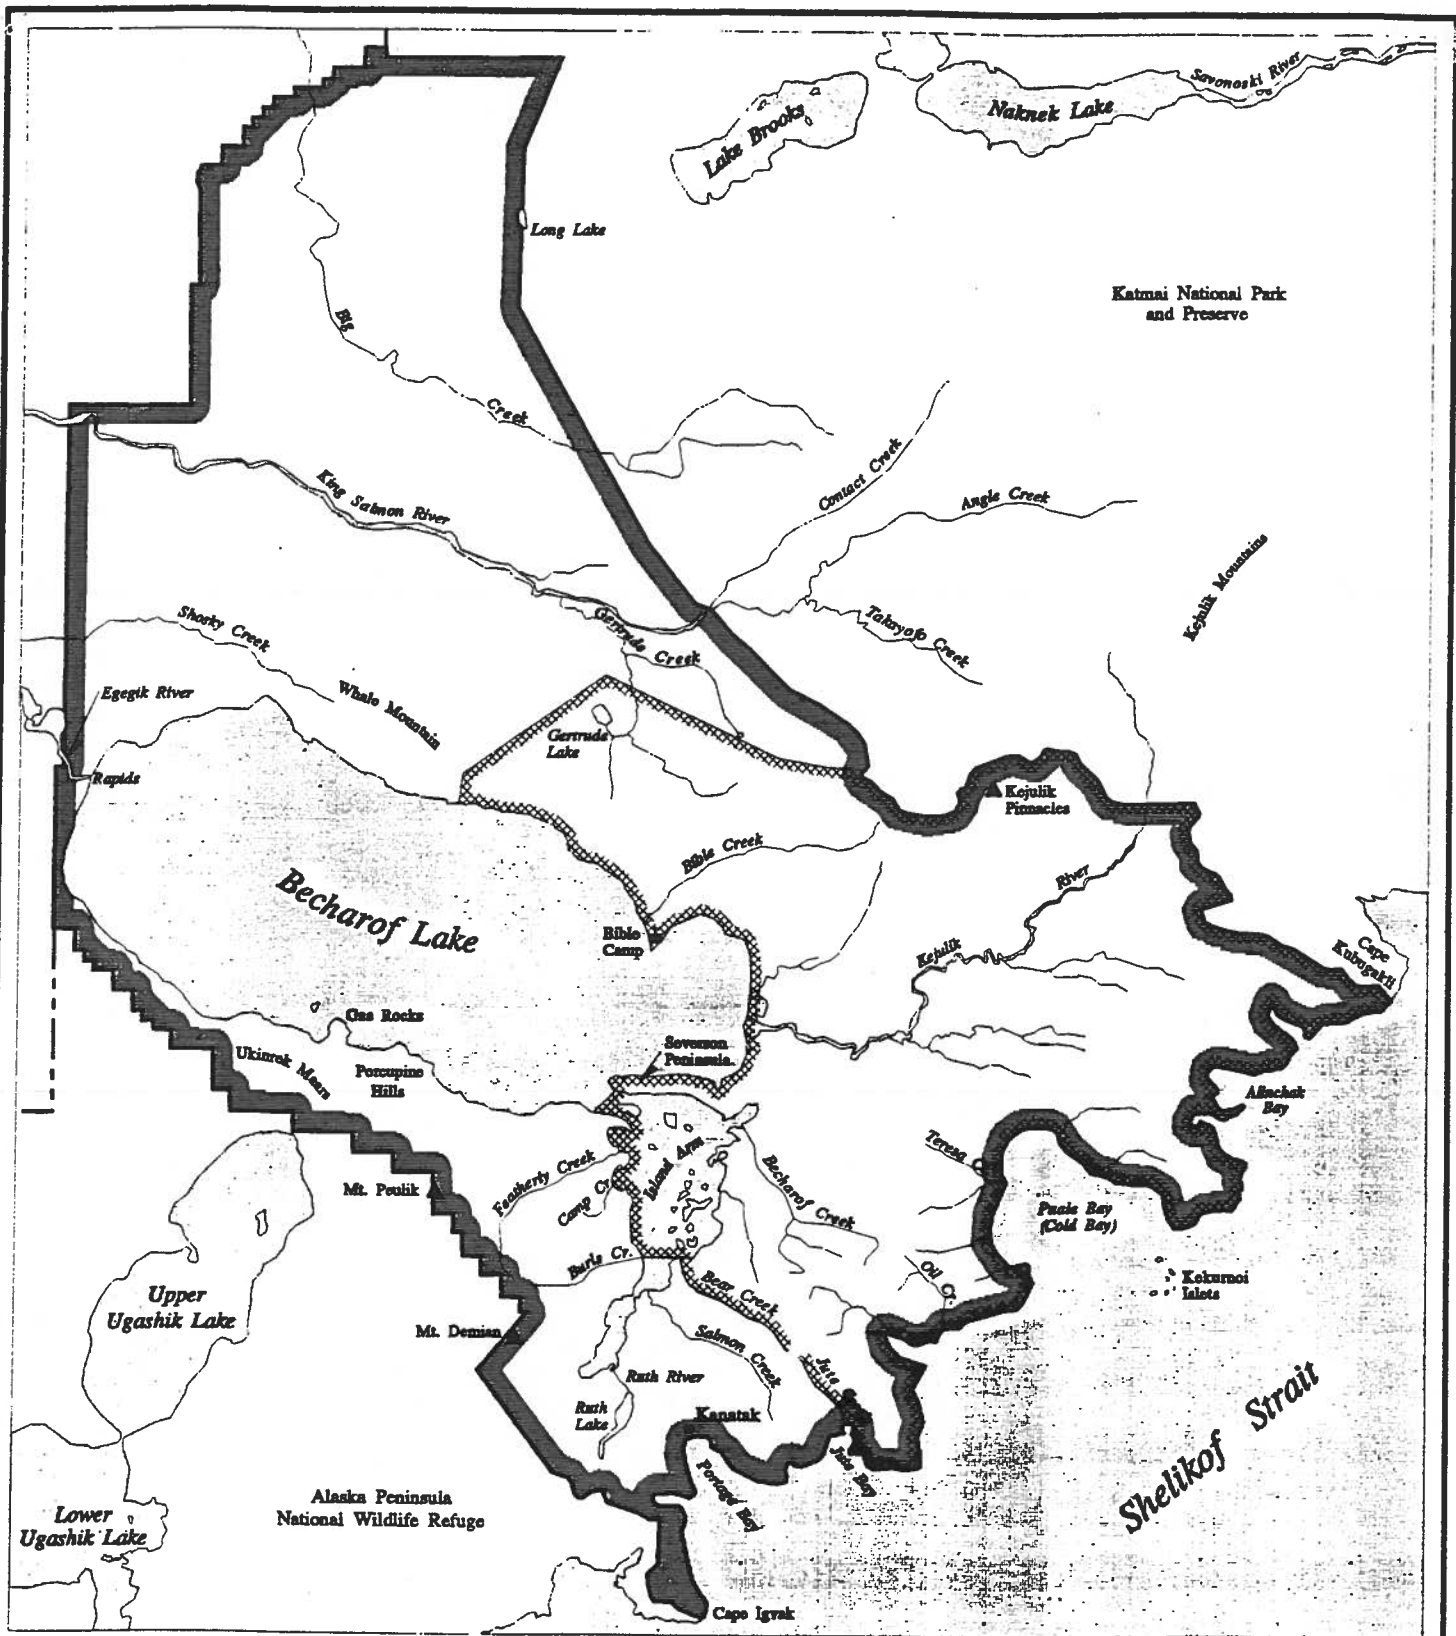 Savonoski River
Naknek Lake
Lake Brooks
Long Lake
Katmai National Park
and Preserve
Big
Creek
Contact Creek
King Salmon River
Angle Creek
Kejulik Mountains
Shosky Creek
Gertrude
Creek
Takayofo Creek
Egegik River
Whale Mountain
Gertrude
Lake
Rapids
Kejulik
Pinnacles
Bible Creek
River
Becharof Lake
Bible
Camp
Kejulik
Cape
Kubugakli
Gas Rocks
Severson
Peninsula
Ukinrek Maars
Porcupine
Hills
Alinchak
Bay
Island Arm
Teresa
Featherly Creek
Becharof Creek
Mt. Peulik
Camp Cr.
Puale Bay
(Cold Bay)
Burls Cr.
Oil Cr.
Bear Creek
Kekurnoi
Islets
Upper
Ugashik Lake
Mt. Demian
Salmon Creek
Jute
Ruth River
Ruth
Lake
Kanatak
Shelikof Strait
Jute Bay
Portage Bay
Alaska Peninsula
National Wildlife Refuge
Lower
Ugashik Lake
Cape Igvak